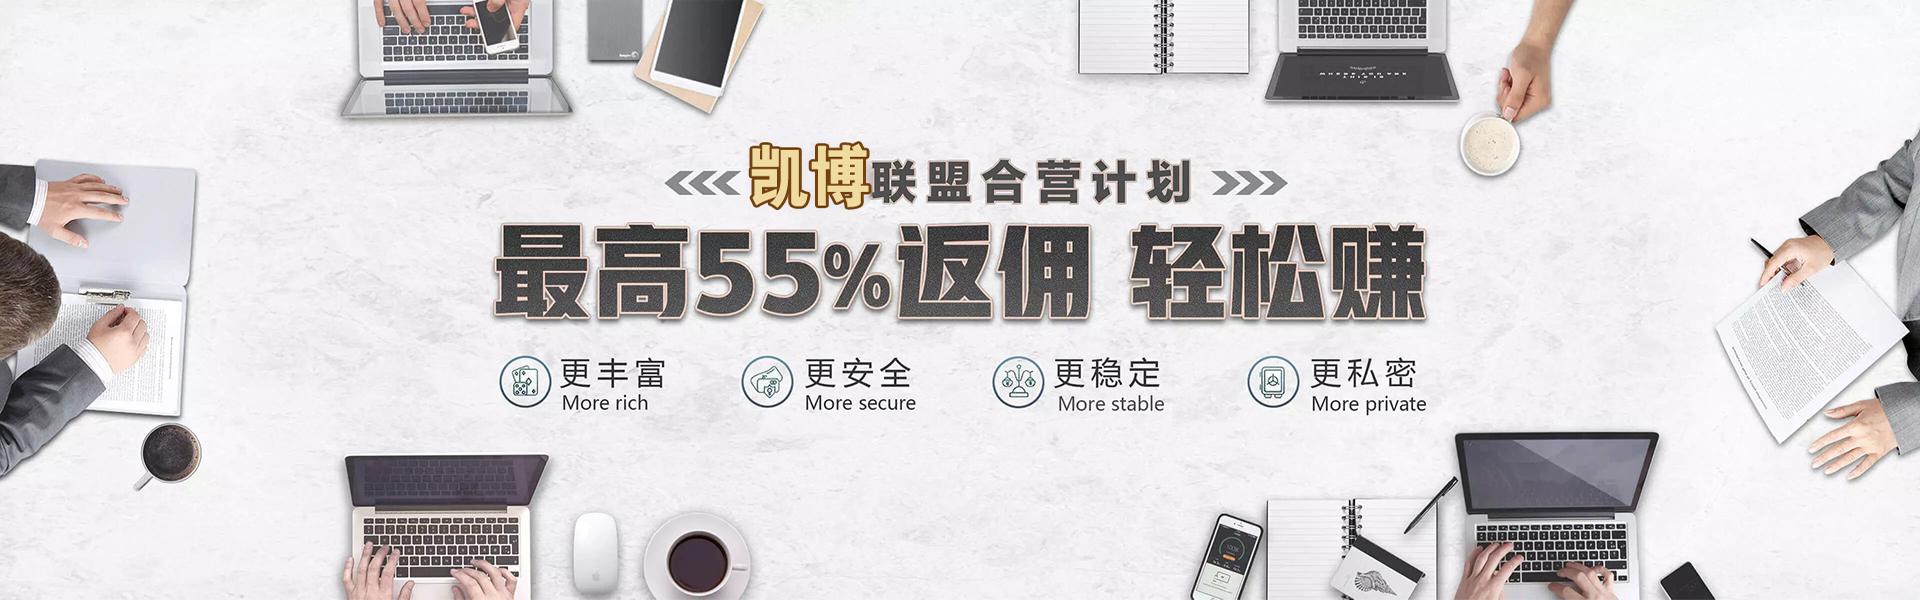 凯博联盟合营计划
最高55%返佣 轻松赚
更丰富
More rich
更安全
More secure
更稳定
More stable
更私密
More private